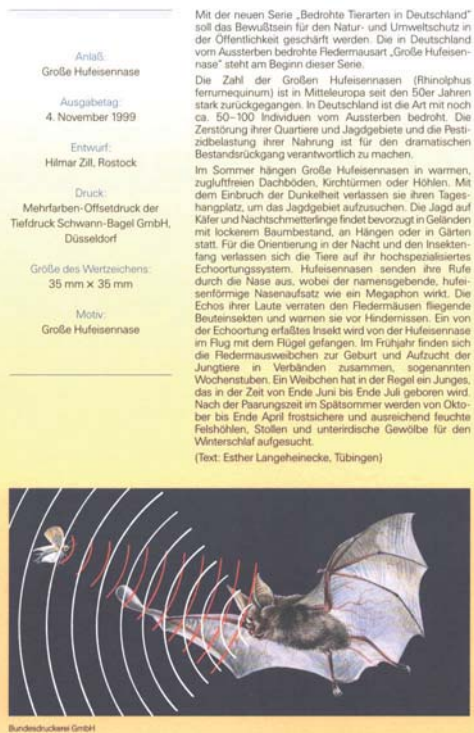 Anlaß:
Große Hufeisennase
Ausgabetag:
4. November 1999
Entwurf:
Hilmar Zill, Rostock
Druck:
Mehrfarben-Offsetdruck der
Tiefdruck Schwann-Bagel GmbH,
Düsseldorf
Größe des Wertzeichens:
35 mm × 35 mm
Motiv:
Große Hufeisennase
Mit der neuen Serie „Bedrohte Tierarten in Deutschland“
soll das Bewußtsein für den Natur- und Umweltschutz in
der Öffentlichkeit geschärft werden. Die in Deutschland
vom Aussterben bedrohte Fledermausart „Große Hufeisen-
nase“ steht am Beginn dieser Serie.
Die Zahl der Großen Hufeisennasen (Rhinolphus
ferrumequinum) ist in Mitteleuropa seit den 50er Jahren
stark zurückgegangen. In Deutschland ist die Art mit noch
ca. 50–100 Individuen vom Aussterben bedroht. Die
Zerstörung ihrer Quartiere und Jagdgebiete und die Pesti-
zidbelastung ihrer Nahrung ist für den dramatischen
Bestandsrückgang verantwortlich zu machen.
Im Sommer hängen Große Hufeisennasen in warmen,
zugluftfreien Dachböden, Kirchtürmen oder Höhlen. Mit
dem Einbruch der Dunkelheit verlassen sie ihren Tages-
hangplatz, um das Jagdgebiet aufzusuchen. Die Jagd auf
Käfer und Nachtschmetterlinge findet bevorzugt in Geländen
mit lockerem Baumbestand, an Hängen oder in Gärten
statt. Für die Orientierung in der Nacht und den Insekten-
fang verlassen sich die Tiere auf ihr hochspezialisiertes
Echoortungssystem. Hufeisennasen senden ihre Rufe
durch die Nase aus, wobei der namensgebende, hufei-
senförmige Nasenaufsatz wie ein Megaphon wirkt. Die
Echos ihrer Laute verraten den Fledermäusen fliegende
Beuteinsekten und warnen sie vor Hindernissen. Ein von
der Echoortung erfaßtes Insekt wird von der Hufeisennase
im Flug mit dem Flügel gefangen. Im Frühjahr finden sich
die Fledermausweibchen zur Geburt und Aufzucht der
Jungtiere in Verbänden zusammen, sogenannten
Wochenstuben. Ein Weibchen hat in der Regel ein Junges,
das in der Zeit von Ende Juni bis Ende Juli geboren wird.
Nach der Paarungszeit im Spätsommer werden von Okto-
ber bis Ende April frostsichere und ausreichend feuchte
Felshöhlen, Stollen und unterirdische Gewölbe für den
Winterschlaf aufgesucht.
(Text: Esther Langeheinecke, Tübingen)
Bundesdruckerei GmbH